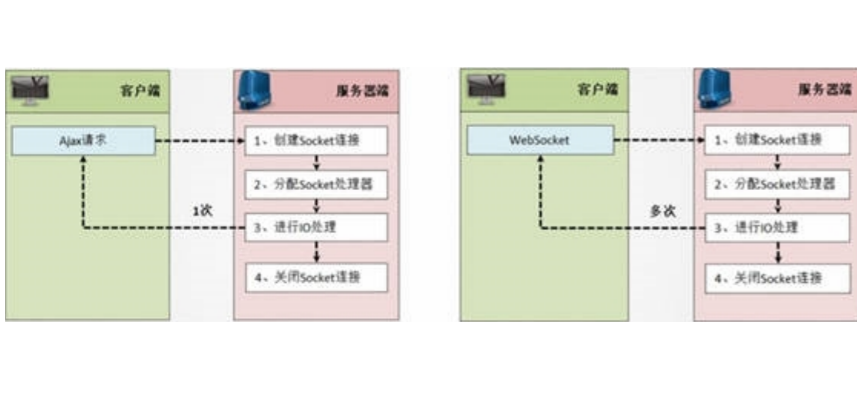 客户端
服务器端
Ajax请求
1、创建Socket连接
2、分配Socket处理器
1次
3、进行IO处理
4、关闭Socket连接
客户端
服务器端
WebSocket
1、创建Socket连接
2、分配Socket处理器
多次
3、进行IO处理
4、关闭Socket连接